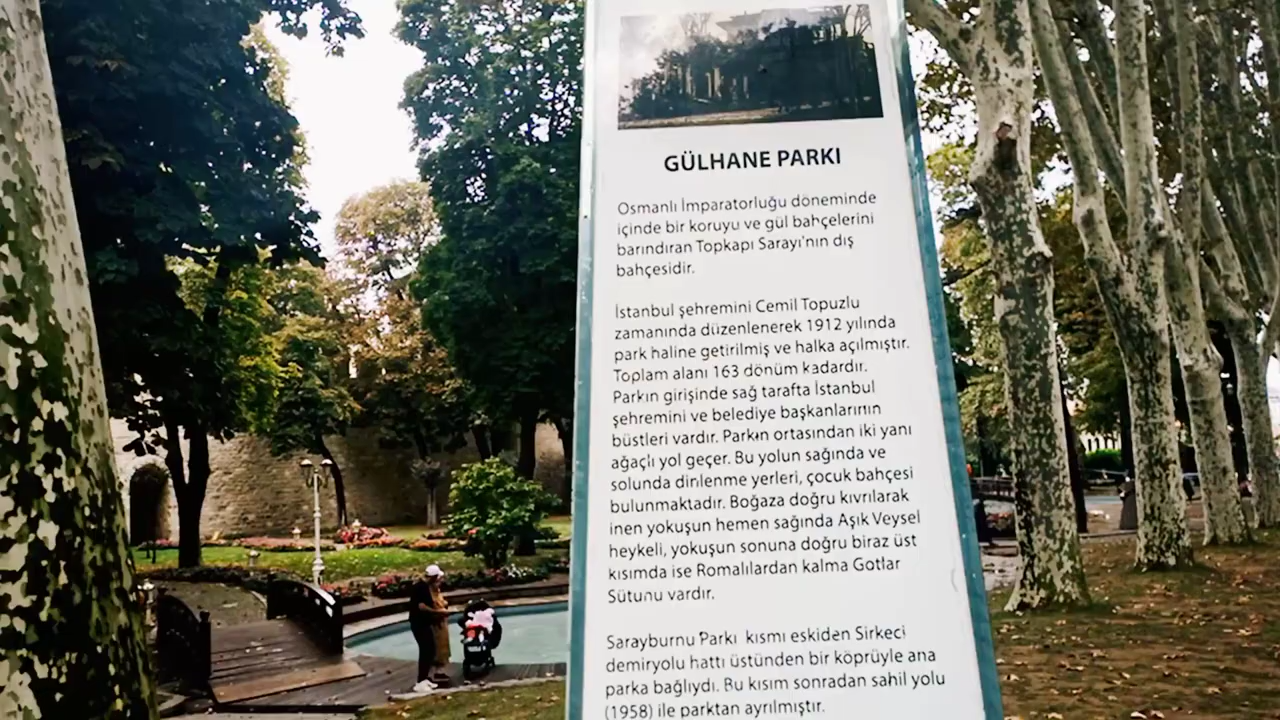 GÜLHANE PARKI
Osmanlı İmparatorluğu döneminde
içinde bir koruyu ve gül bahçelerini
barındıran Topkapı Sarayı'nın dış
bahçesidir.
İstanbul şehremini Cemil Topuzlu
zamanında düzenlenerek 1912 yılında
park haline getirilmiş ve halka açılmıştır.
Toplam alanı 163 dönüm kadardır.
Parkın girişinde sağ tarafta İstanbul
şehremini ve belediye başkanlarının
büstleri vardır. Parkın ortasından iki yanı
ağaçlı yol geçer. Bu yolun sağında ve
solunda dinlenme yerleri, çocuk bahçesi
bulunmaktadır. Boğaza doğru kıvrılarak
inen yokuşun hemen sağında Aşık Veysel
heykeli, yokuşun sonuna doğru biraz üst
kısımda ise Romalılardan kalma Gotlar
Sütunu vardır.
Sarayburnu Parkı kısmı eskiden Sirkeci
demiryolu hattı üstünden bir köprüyle ana
parka bağlıydı. Bu kısım sonradan sahil yolu
(1958) ile parktan ayrılmıştır.